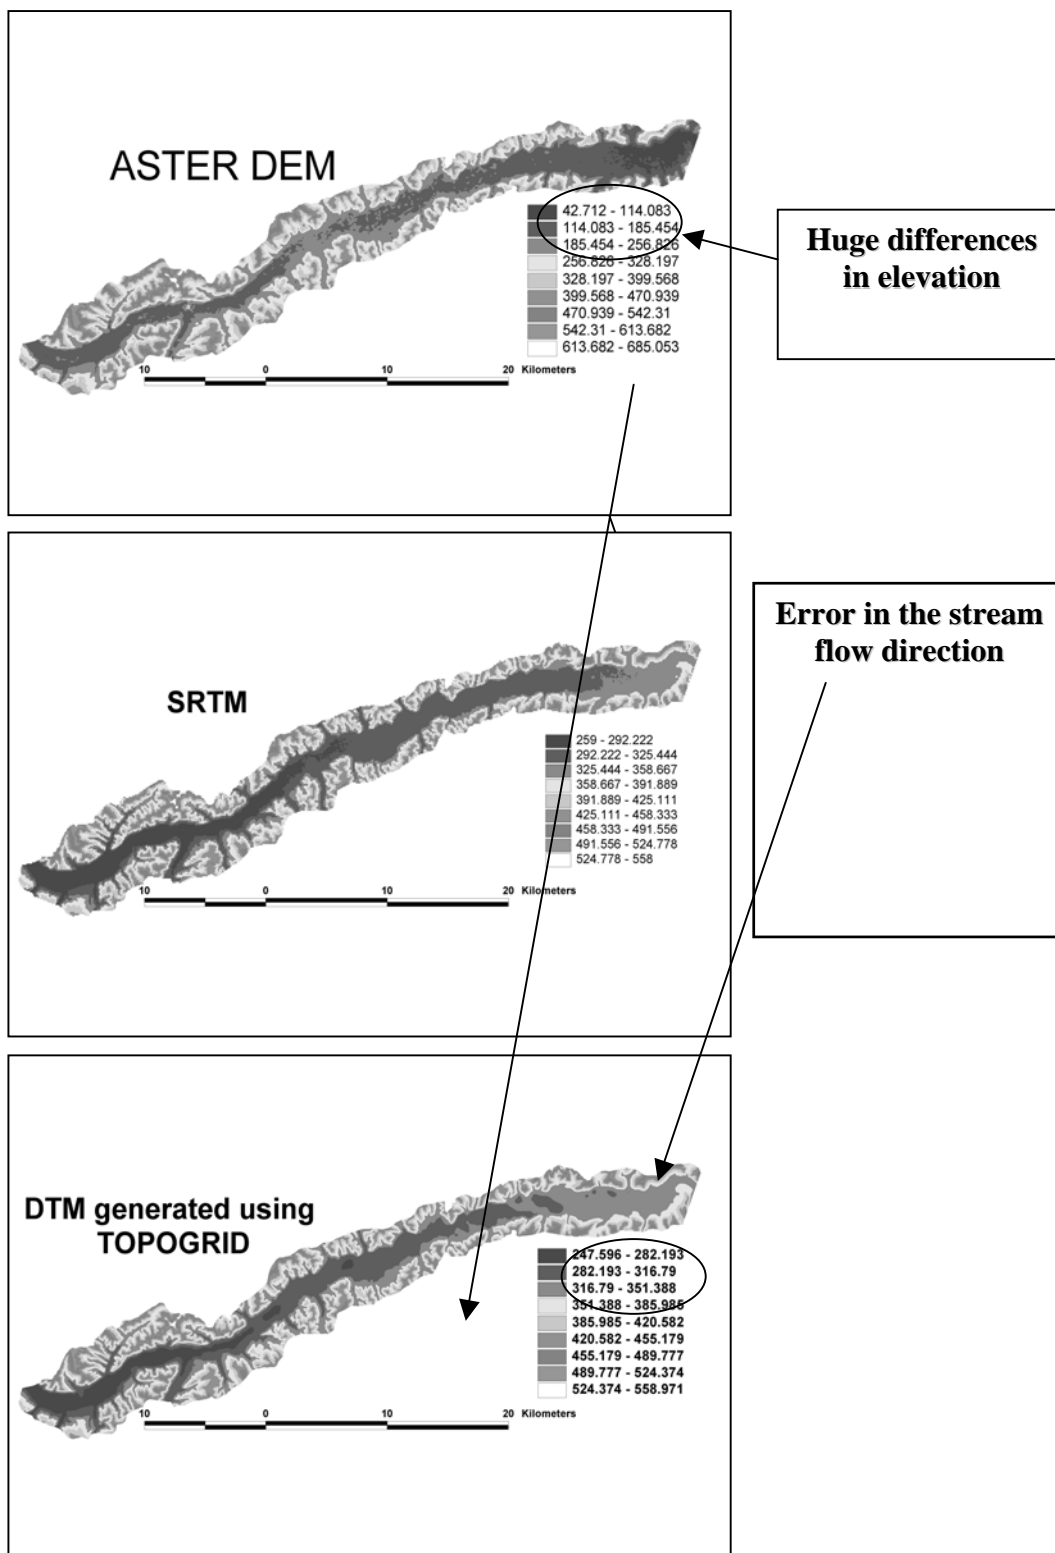 ASTER DEM
42.712 - 114.083
114.083 - 185.454
185.454 - 256.826
256.826 - 328.197
328.197 - 399.568
399.568 - 470.939
470.939 - 542.31
542.31 - 613.682
613.682 - 685.053
10 0 10 20 Kilometers
Huge differences
in elevation
SRTM
259 - 292.222
292.222 - 325.444
325.444 - 358.667
358.667 - 391.889
391.889 - 425.111
425.111 - 458.333
458.333 - 491.556
491.556 - 524.778
524.778 - 558
10 0 10 20 Kilometers
Error in the stream
flow direction
DTM generated using
TOPOGRID
247.596 - 282.193
282.193 - 316.79
316.79 - 351.388
351.388 - 385.985
385.985 - 420.582
420.582 - 455.179
455.179 - 489.777
489.777 - 524.374
524.374 - 558.971
10 0 10 20 Kilometers